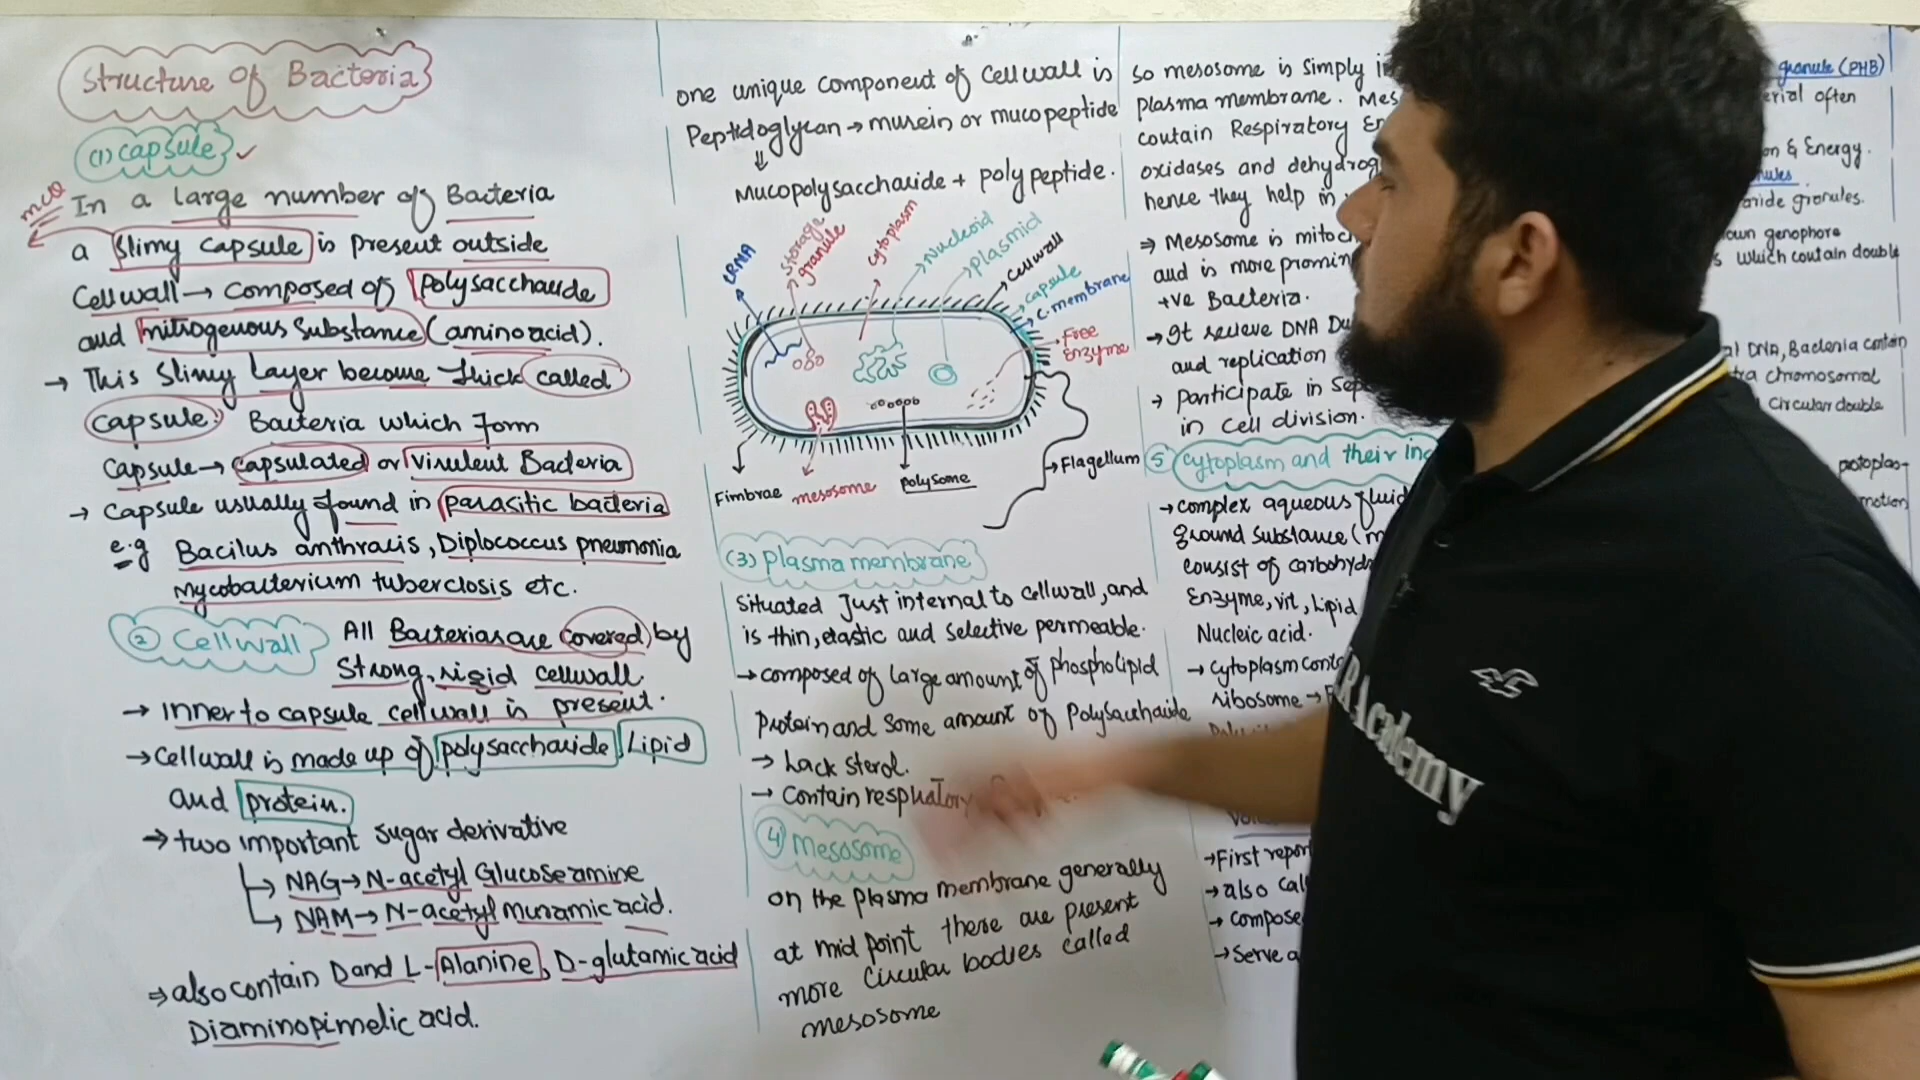 Structure of Bacteria
(1) capsule
mcq
In a large number of Bacteria
a slimy capsule is present outside
Cellwall → composed of Polysacchaude
and nitrogenous substance (amino acid).
→ This slimy layer become thick called
capsule. Bacteria which form
capsule → capsulated or virulent Bacteria
→ capsule usually found in parasitic bacteria
e.g Bacilus anthracis, Diplococcus pneumonia
mycobacterium tuberclosis etc.
② Cellwall
All Bacterias are covered by
strong, rigid cellwall.
→ inner to capsule cellwall is present.
→ Cellwall is made up of polysaccharide, Lipid
and protein.
→ two important sugar derivative
→ NAG → N-acetyl Glucoseamine
→ NAM → N-acetyl muramic acid.
⇒ also contain D and L-Alanine, D-glutamic acid
Diaminopimelic acid.
one unique component of cellwall is
Peptidoglycan → murein or mucopeptide
⇓
Mucopolysaccharide + polypeptide.
storage granule
cytoplasm
Nucleoid
plasmid
cellwall
capsule
c.membrane
Free Enzyme
Fimbrae
mesosome
polysome
Flagellum
(3) Plasma membrane
Situated Just internal to cellwall, and
is thin, elastic and selective permeable.
→ composed of large amount of phospholipid
protein and some amount of Polysacchaide
→ Lack sterol.
→ contain
④ Mesosome
on the plasma membrane generally
at mid point there are present
more circular bodies called
mesosome
so mesosome is simply
plasma membrane.
contain Respiratory
oxidases and
hence they help in
⇒ Mesosome is
and is more
+ve Bacteria.
→ It recieve DNA
and replication
→ participate in
in cell division.
5 cytoplasm and their
→ complex aqueous fluid
ground substance
consist of
Enzyme, vit, Lipid
Nucleic acid.
→ cytoplasm
ribosome →
→ First
→ also
→
→ Serve
granule (PHB)
often
& Energy.
granules.
genophore
which contain double
DNA, Bacteria contain
chromosomal
Circular double
R Academy